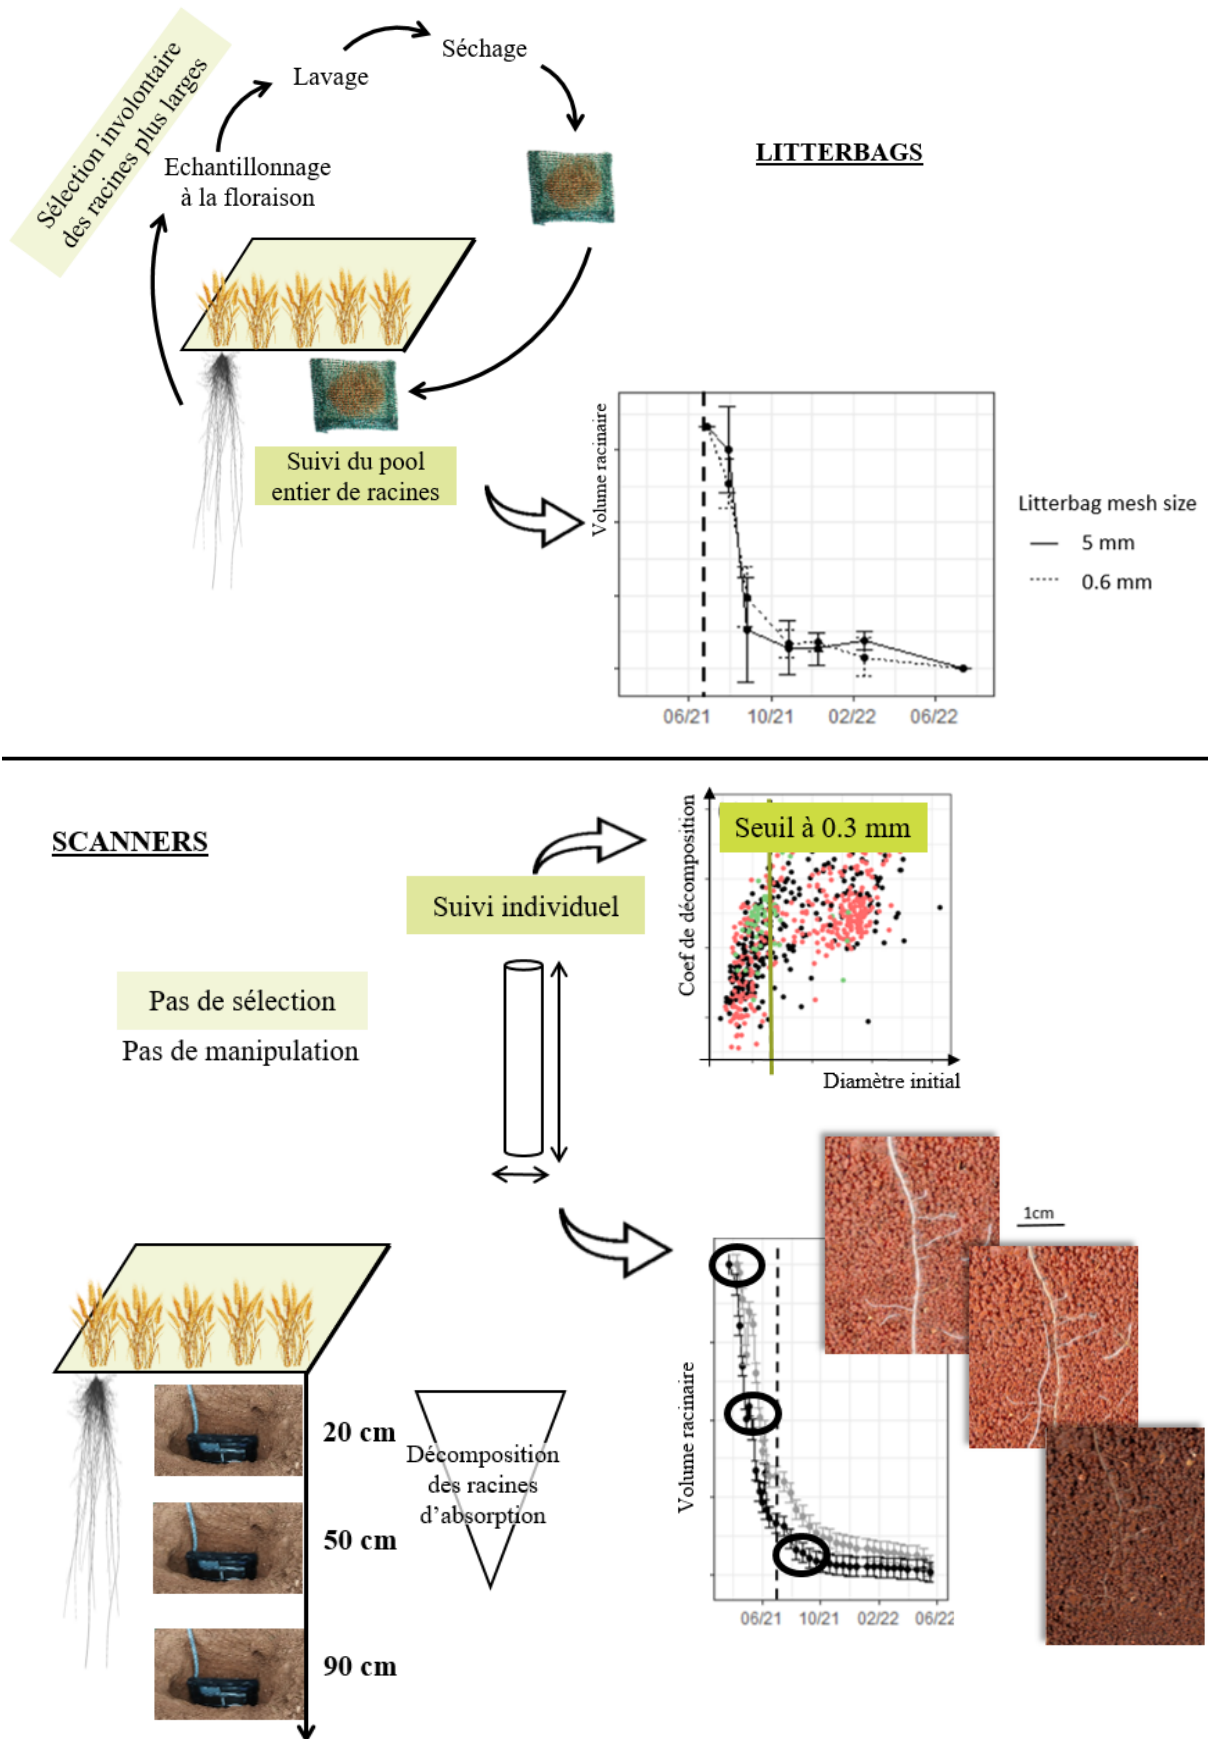 Séchage
Lavage
Sélection involontaire
des racines plus larges
Echantillonnage
à la floraison
LITTERBAGS
Suivi du pool
entier de racines
Volume racinaire
Litterbag mesh size
5 mm
0.6 mm
06/21 10/21 02/22 06/22
SCANNERS
Suivi individuel
Seuil à 0.3 mm
Coef de décomposition
Diamètre initial
Pas de sélection
Pas de manipulation
1cm
20 cm
50 cm
90 cm
Décomposition
des racines
d'absorption
Volume racinaire
06/21 10/21 02/22 06/22